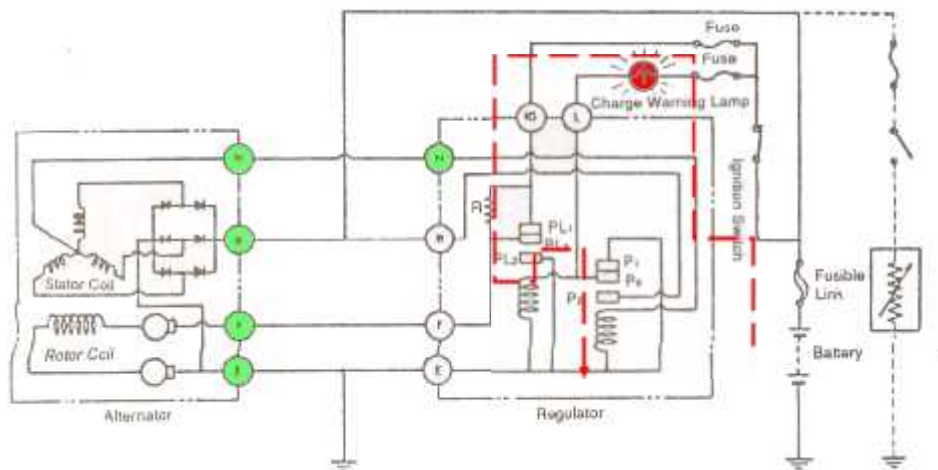 Fuse
Fuse
Charge Warning Lamp
IG
L
N
N
Ignition Switch
R
PL₁
B
B
PL₂
P₁
P₀
P₂
Stator Coil
Fusible
Link
F
F
Rotor Coil
E
E
Battery
Alternator
Regulator